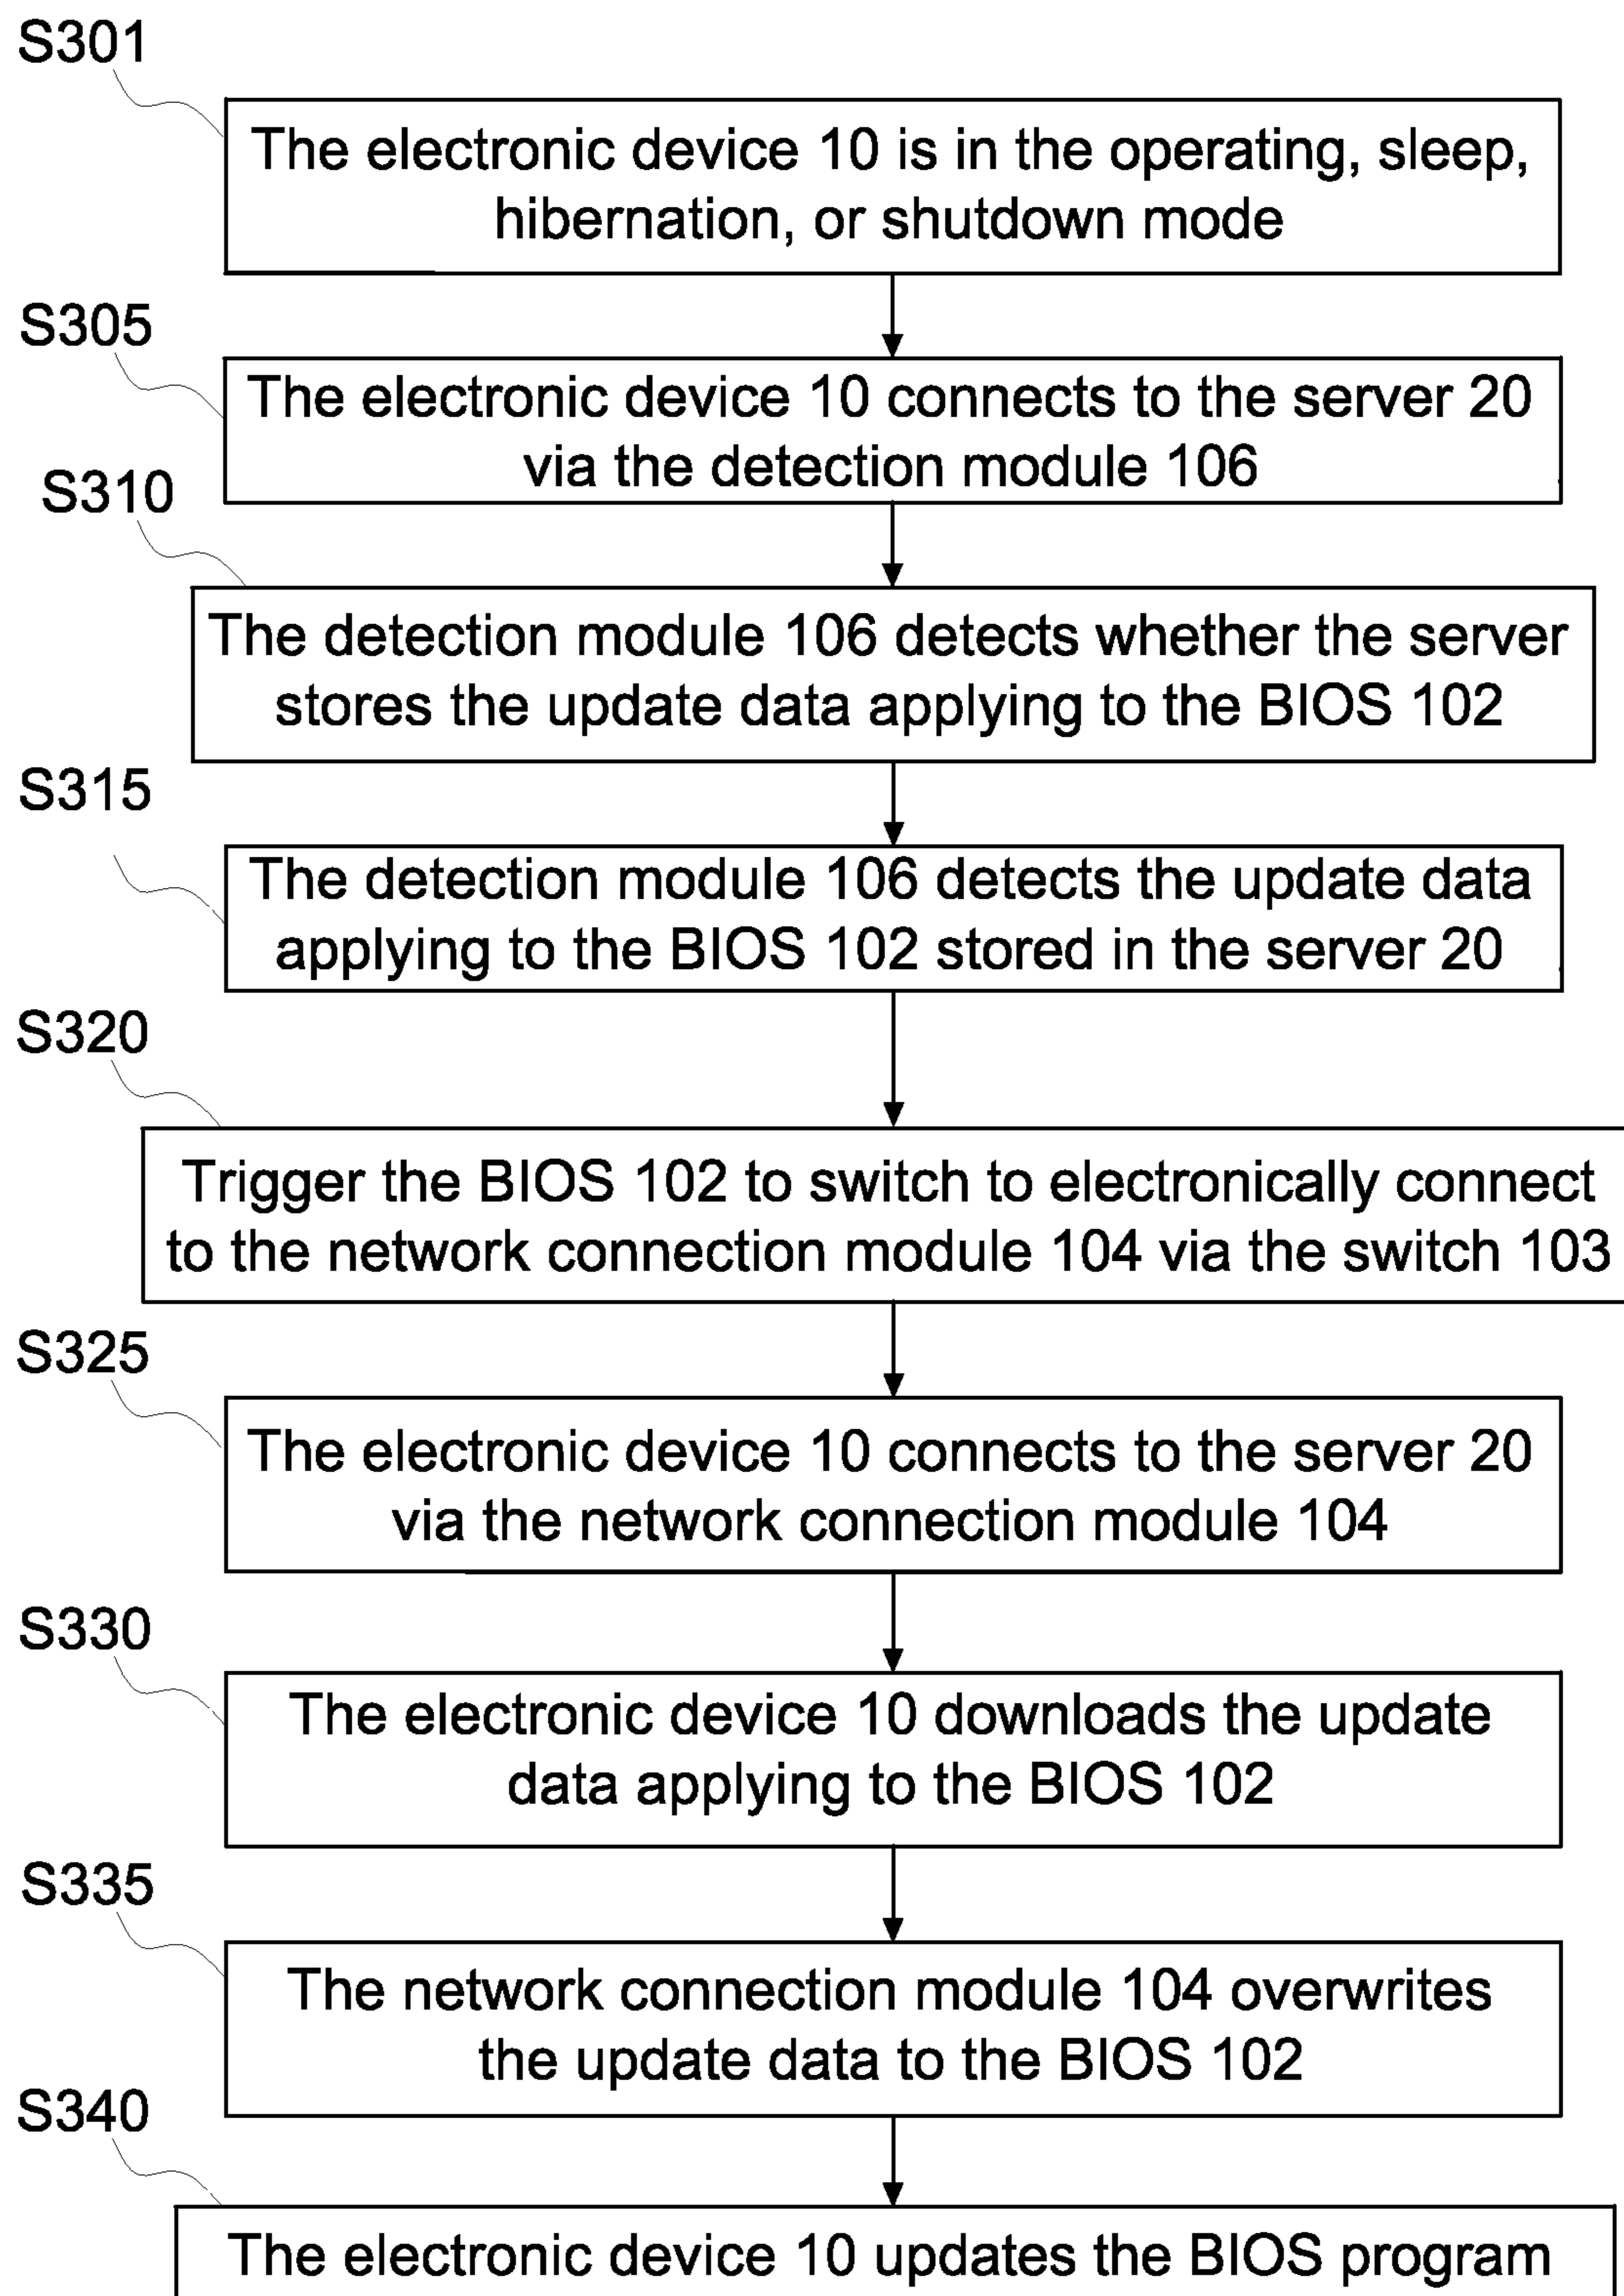 S301
The electronic device 10 is in the operating, sleep,
hibernation, or shutdown mode
S305
The electronic device 10 connects to the server 20
via the detection module 106
S310
The detection module 106 detects whether the server
stores the update data applying to the BIOS 102
S315
The detection module 106 detects the update data
applying to the BIOS 102 stored in the server 20
S320
Trigger the BIOS 102 to switch to electronically connect
to the network connection module 104 via the switch 103
S325
The electronic device 10 connects to the server 20
via the network connection module 104
S330
The electronic device 10 downloads the update
data applying to the BIOS 102
S335
The network connection module 104 overwrites
the update data to the BIOS 102
S340
The electronic device 10 updates the BIOS program